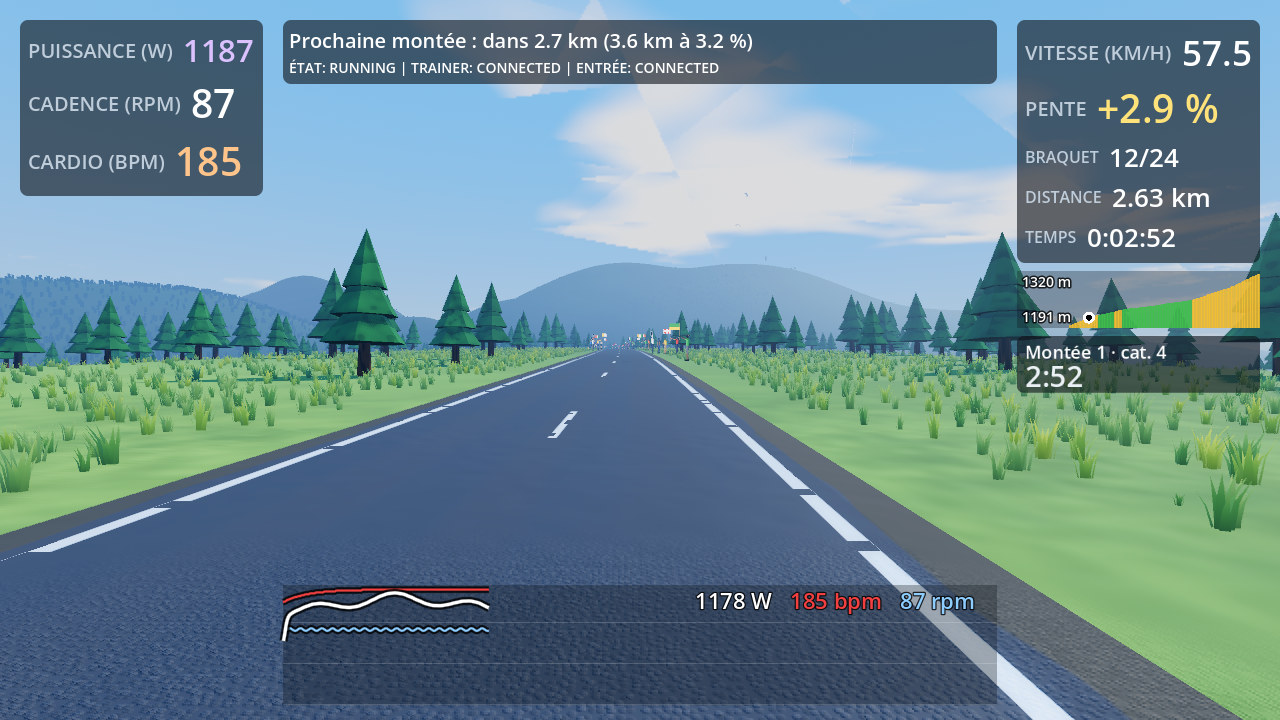 PUISSANCE (W) 1187
CADENCE (RPM) 87
CARDIO (BPM) 185
Prochaine montée : dans 2.7 km (3.6 km à 3.2 %)
ÉTAT: RUNNING | TRAINER: CONNECTED | ENTRÉE: CONNECTED
VITESSE (KM/H) 57.5
PENTE +2.9 %
BRAQUET 12/24
DISTANCE 2.63 km
TEMPS 0:02:52
1320 m
1191 m
Montée 1 · cat. 4
2:52
1178 W 185 bpm 87 rpm